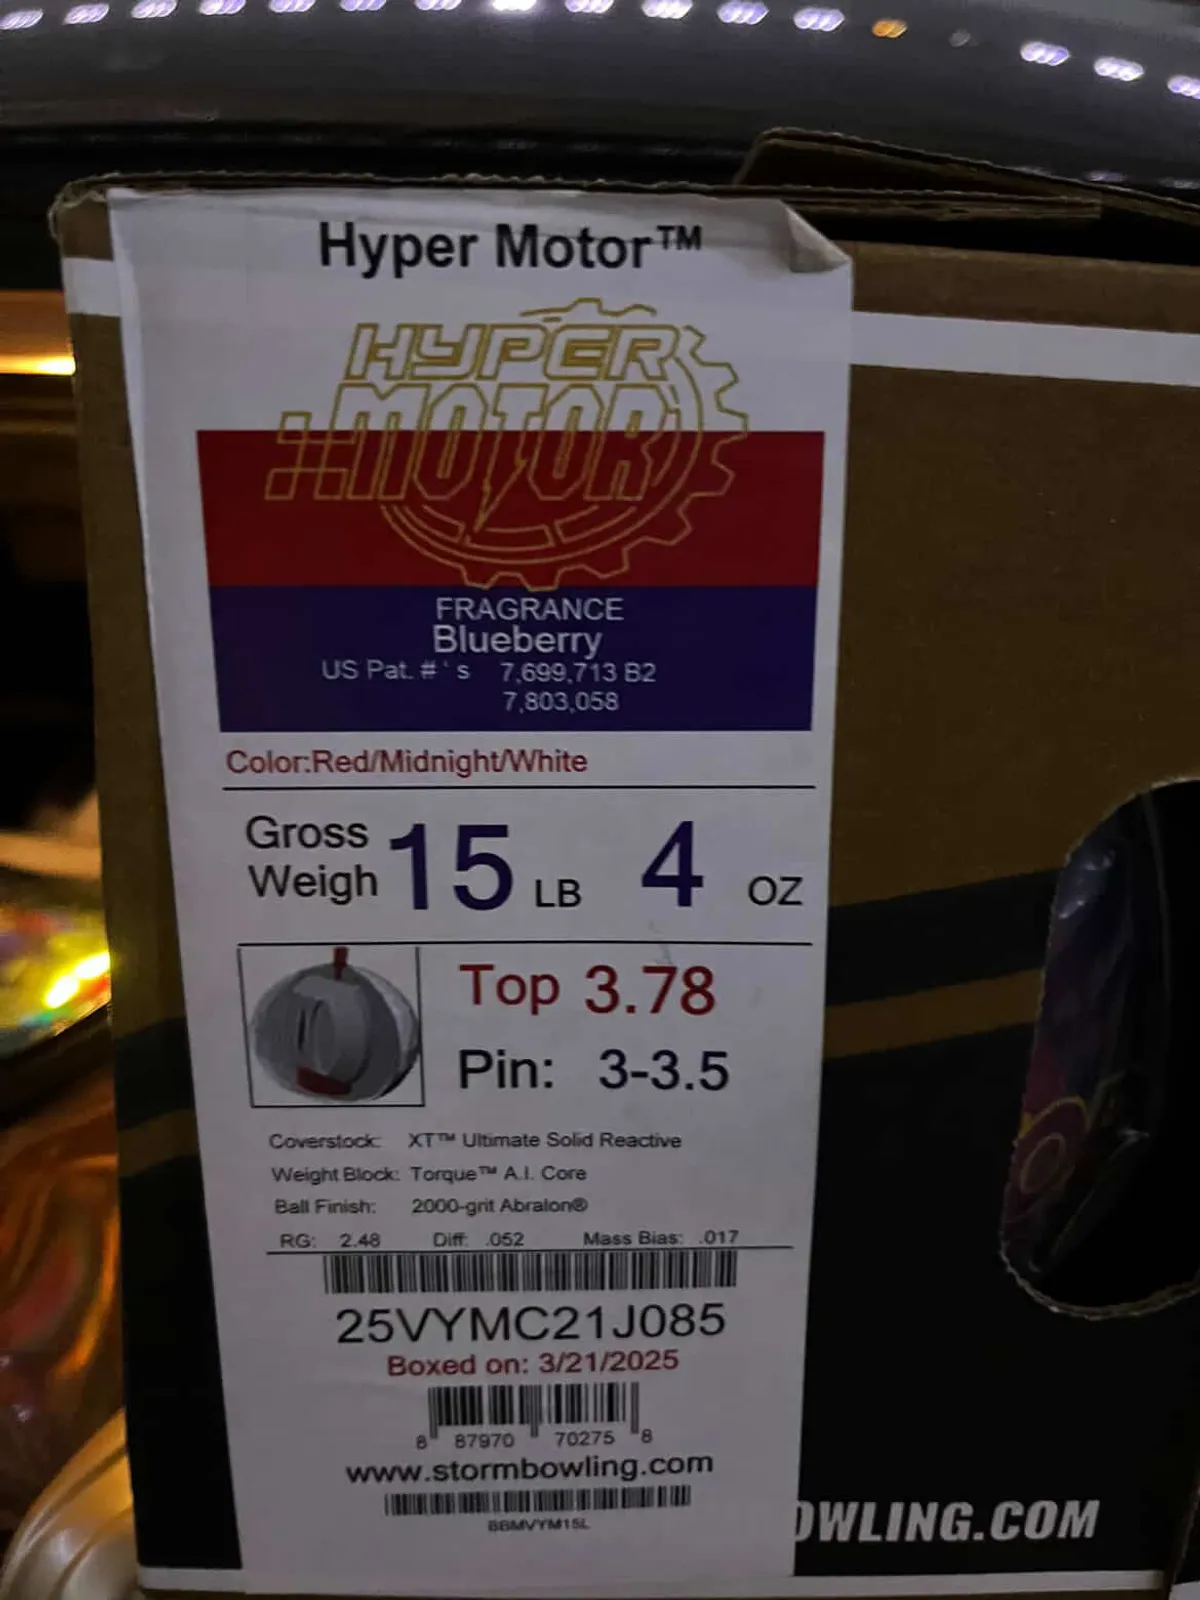 Hyper Motor™
HYPER
MOTOR
FRAGRANCE
Blueberry
US Pat. # ' s 7,699,713 B2
7,803,058
Color:Red/Midnight/White
Gross
Weigh 15 LB 4 OZ
Top 3.78
Pin: 3-3.5
Coverstock: XT™ Ultimate Solid Reactive
Weight Block: Torque™ A.I. Core
Ball Finish: 2000-grit Abralon®
RG: 2.48 Diff: .052 Mass Bias: .017
25VYMC21J085
Boxed on: 3/21/2025
8 87970 70275 8
www.stormbowling.com
BBMVYM15L
OWLING.COM